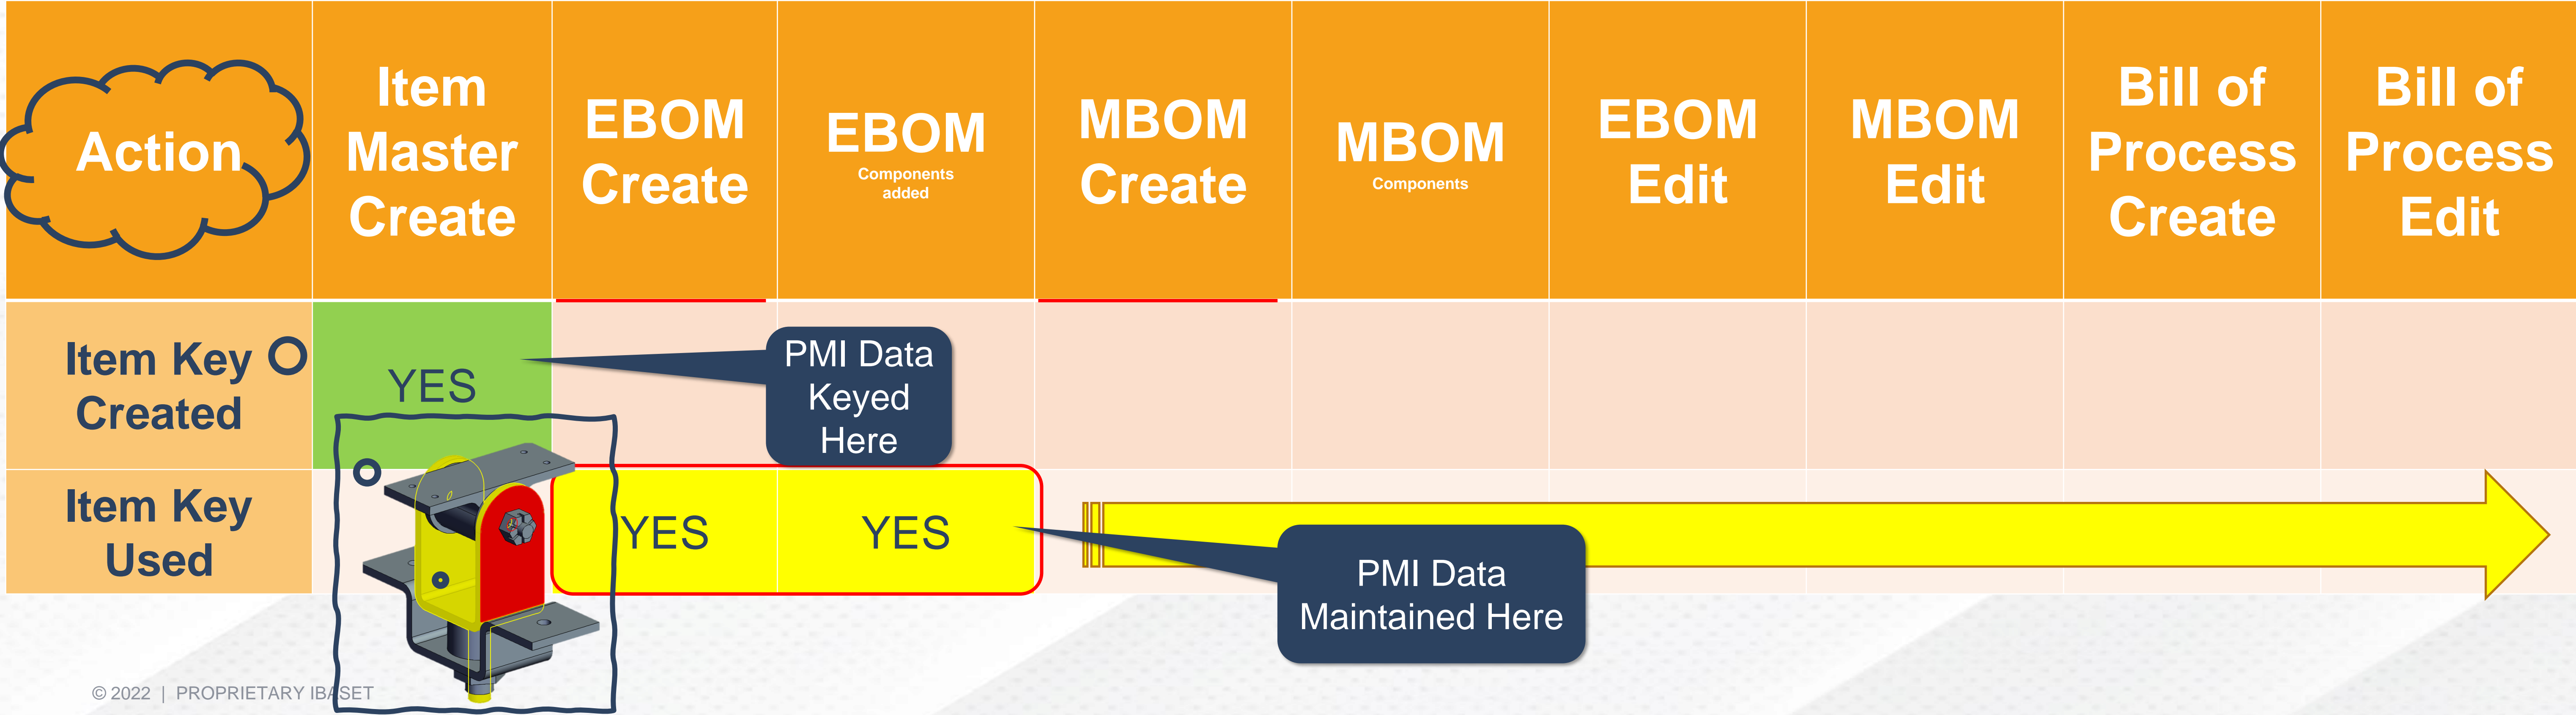 Action
Item
Master
Create
EBOM
Create
EBOM
Components
added
MBOM
Create
MBOM
Components
EBOM
Edit
MBOM
Edit
Bill of
Process
Create
Bill of
Process
Edit
Item Key
Created
YES
PMI Data
Keyed
Here
Item Key
Used
YES
YES
PMI Data
Maintained Here
© 2022 | PROPRIETARY IBASET